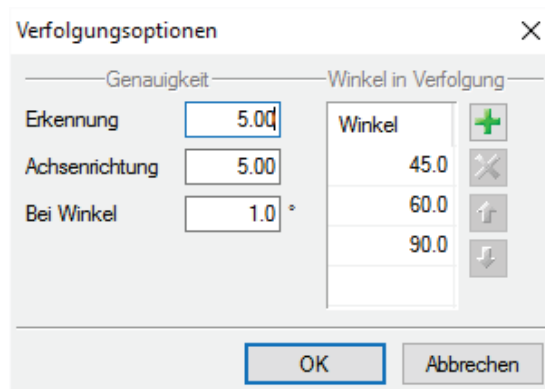 Verfolgungsoptionen
Genauigkeit
Erkennung 5.00
Achsenrichtung 5.00
Bei Winkel 1.0 °
Winkel in Verfolgung
Winkel
45.0
60.0
90.0
OK Abbrechen